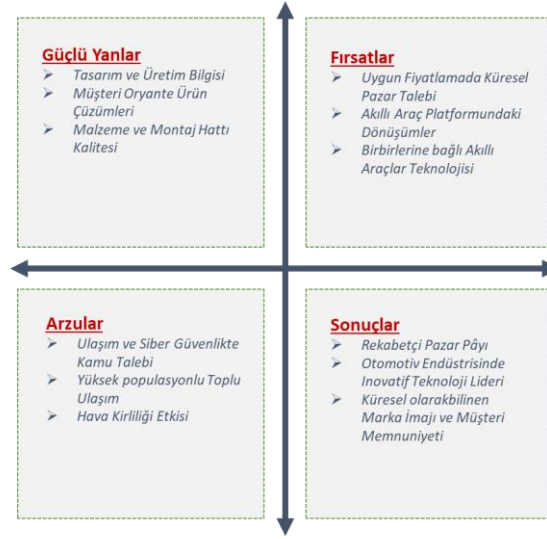 Güçlü Yanlar
Tasarım ve Üretim Bilgisi
Müşteri Oryante Ürün
Çözümleri
Malzeme ve Montaj Hattı
Kalitesi
Fırsatlar
Uygun Fiyatlamada Küresel
Pazar Talebi
Akıllı Araç Platformundaki
Dönüşümler
Birbirlerine bağlı Akıllı
Araçlar Teknolojisi
Arzular
Ulaşım ve Siber Güvenlikte
Kamu Talebi
Yüksek populasyonlu Toplu
Ulaşım
Hava Kirliliği Etkisi
Sonuçlar
Rekabetçi Pazar Pâyı
Otomotiv Endüstrisinde
Inovatif Teknoloji Lideri
Küresel olarakbilinen
Marka İmajı ve Müşteri
Memnuniyeti